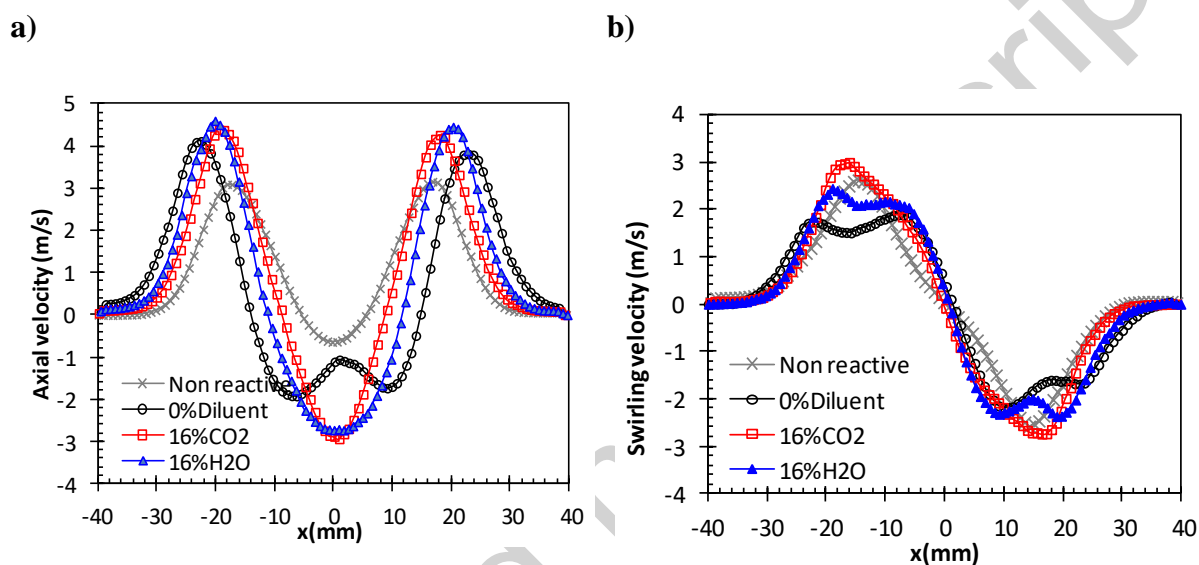 a)
b)
Axial velocity (m/s)
5
4
3
2
1
0
-1
-2
-3
-4
Non reactive
0%Diluent
16%CO2
16%H2O
-40 -30 -20 -10 0 10 20 30 40
x(mm)
Swirling velocity (m/s)
4
3
2
1
0
-1
-2
-3
-4
Non reactive
0%Diluent
16%CO2
16%H2O
-40 -30 -20 -10 0 10 20 30 40
x(mm)